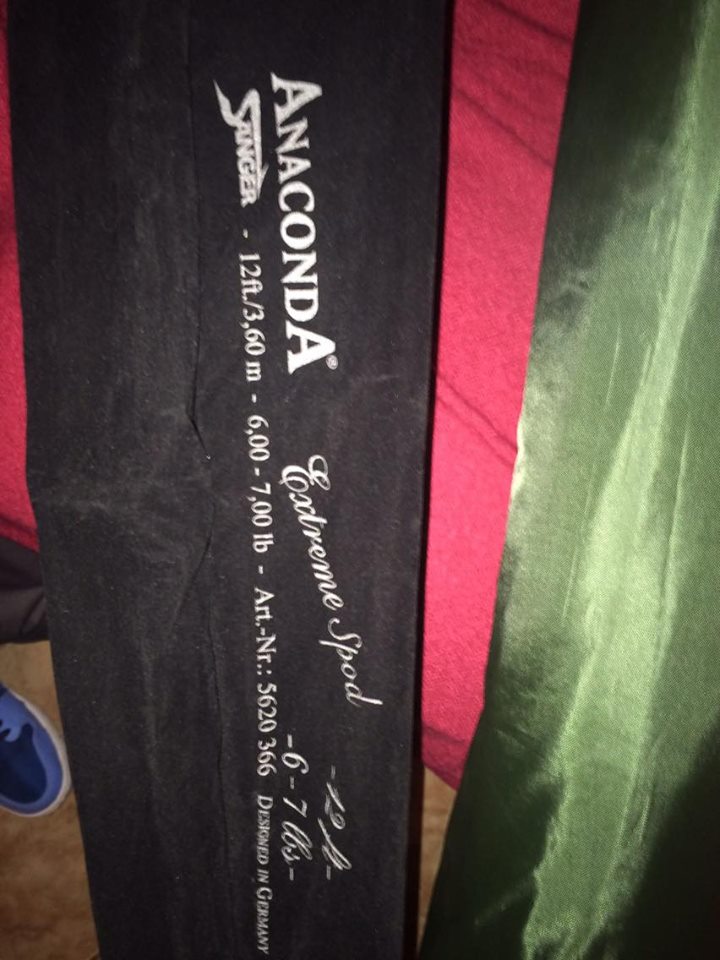 ANACONDA® Extreme Spod -12 ft-
-6-7 lbs-
SÄNGER - 12ft./3,60 m - 6,00 - 7,00 lb - Art.-Nr.: 5620 366 DESIGNED IN GERMANY